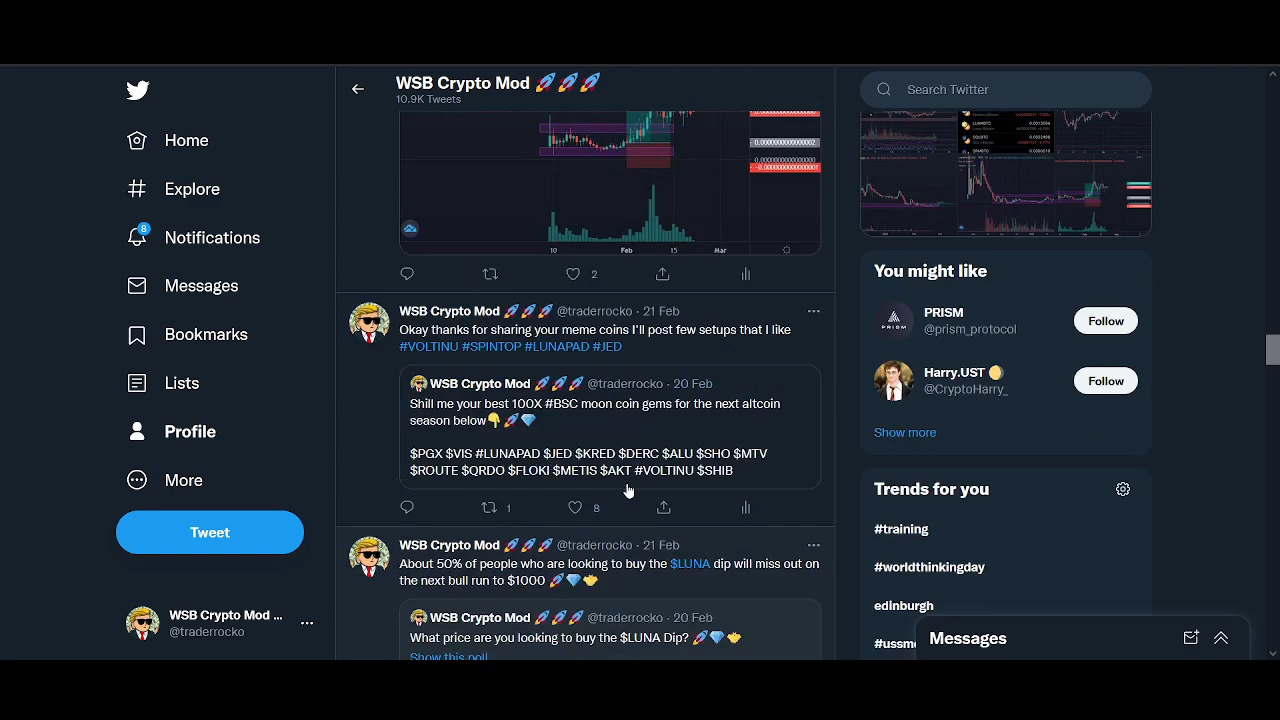 WSB Crypto Mod 🚀🚀🚀
10.9K Tweets
Search Twitter
Home
Explore
8
Notifications
Messages
Bookmarks
Lists
Profile
More
Tweet
WSB Crypto Mod ...
@traderrocko
0.000000000000002
10
Feb
15
Mar
2
WSB Crypto Mod 🚀🚀🚀 @traderrocko · 21 Feb
Okay thanks for sharing your meme coins I'll post few setups that I like
#VOLTINU #SPINTOP #LUNAPAD #JED
WSB Crypto Mod 🚀🚀🚀 @traderrocko · 20 Feb
Shill me your best 100X #BSC moon coin gems for the next altcoin
season below👇🚀💎
$PGX $VIS #LUNAPAD $JED $KRED $DERC $ALU $SHO $MTV
$ROUTE $QRDO $FLOKI $METIS $AKT #VOLTINU $SHIB
1
8
WSB Crypto Mod 🚀🚀🚀 @traderrocko · 21 Feb
About 50% of people who are looking to buy the $LUNA dip will miss out on
the next bull run to $1000 🚀💎
WSB Crypto Mod 🚀🚀🚀 @traderrocko · 20 Feb
What price are you looking to buy the $LUNA Dip? 🚀💎
Show this poll
You might like
PRISM
@prism_protocol
Follow
Harry.UST
@CryptoHarry_
Follow
Show more
Trends for you
#training
#worldthinkingday
edinburgh
Messages